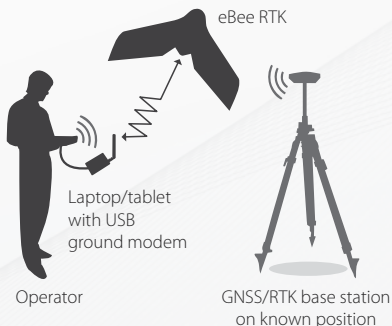 eBee RTK
Laptop/tablet
with USB
ground modem
Operator
GNSS/RTK base station
on known position